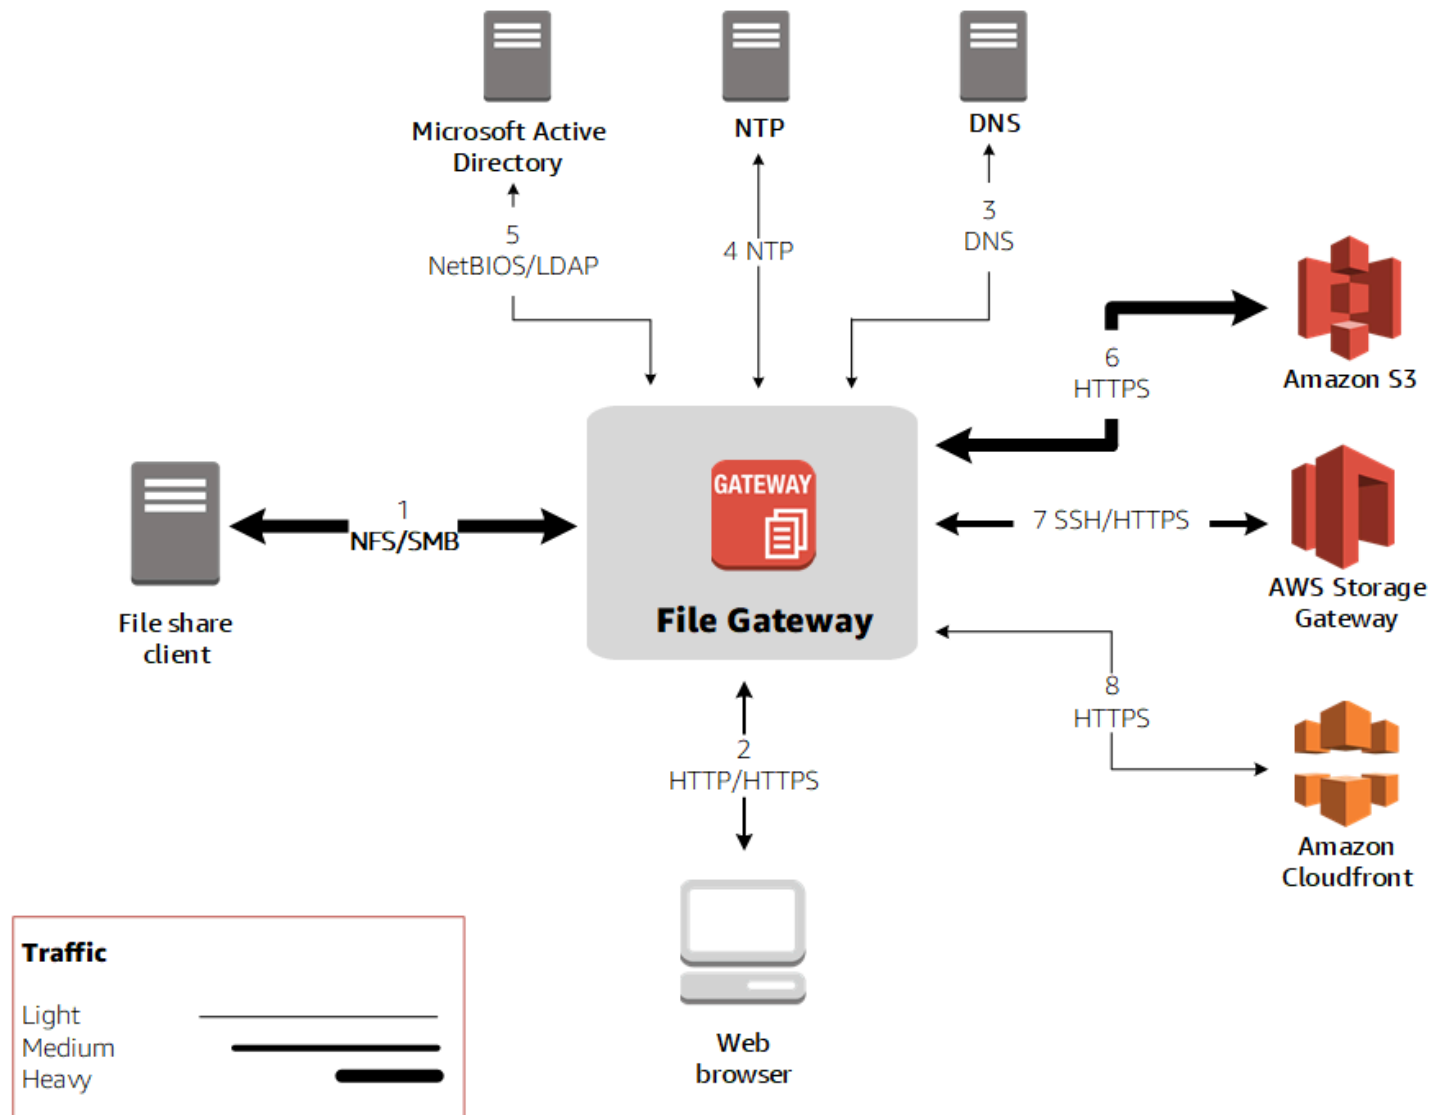 Microsoft Active
Directory
NTP
DNS
5
NetBIOS/LDAP
4 NTP
3
DNS
6
HTTPS
Amazon S3
GATEWAY
File Gateway
1
NFS/SMB
File share
client
7 SSH/HTTPS
AWS Storage
Gateway
8
HTTPS
Amazon
Cloudfront
2
HTTP/HTTPS
Web
browser
Traffic
Light
Medium
Heavy